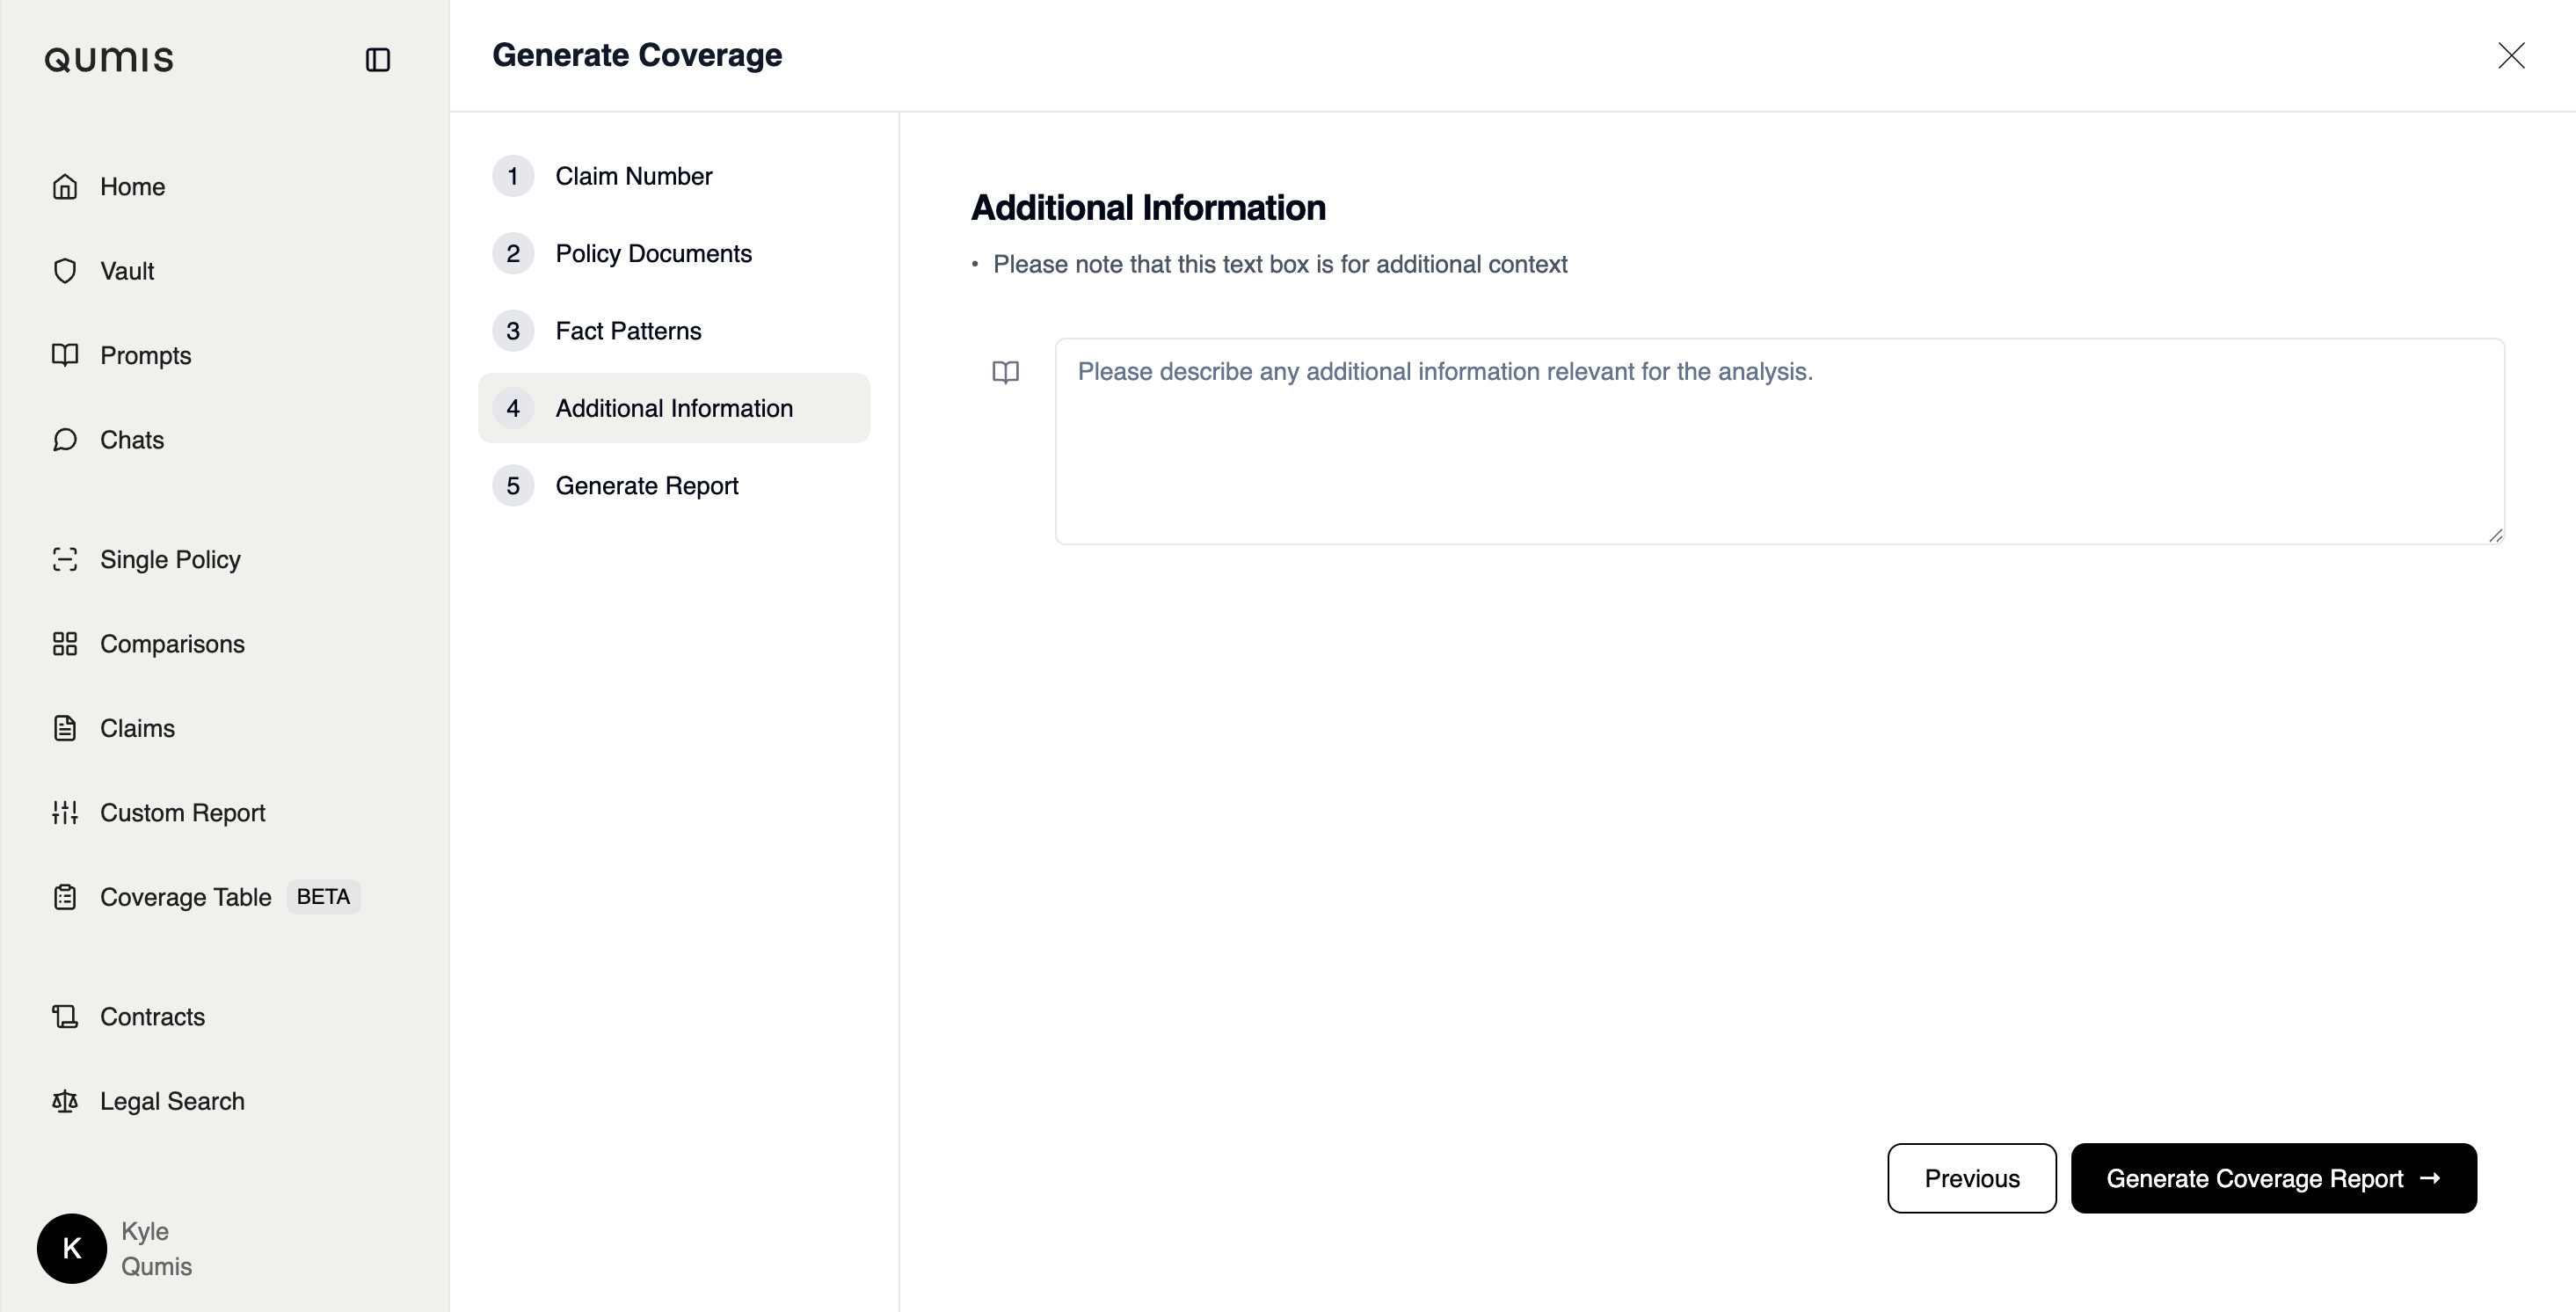 QUMIS
Home
Vault
Prompts
Chats
Single Policy
Comparisons
Claims
Custom Report
Coverage Table BETA
Contracts
Legal Search
K
Kyle
Qumis
Generate Coverage
1 Claim Number
2 Policy Documents
3 Fact Patterns
4 Additional Information
5 Generate Report
Additional Information
• Please note that this text box is for additional context
Please describe any additional information relevant for the analysis.
Previous
Generate Coverage Report →